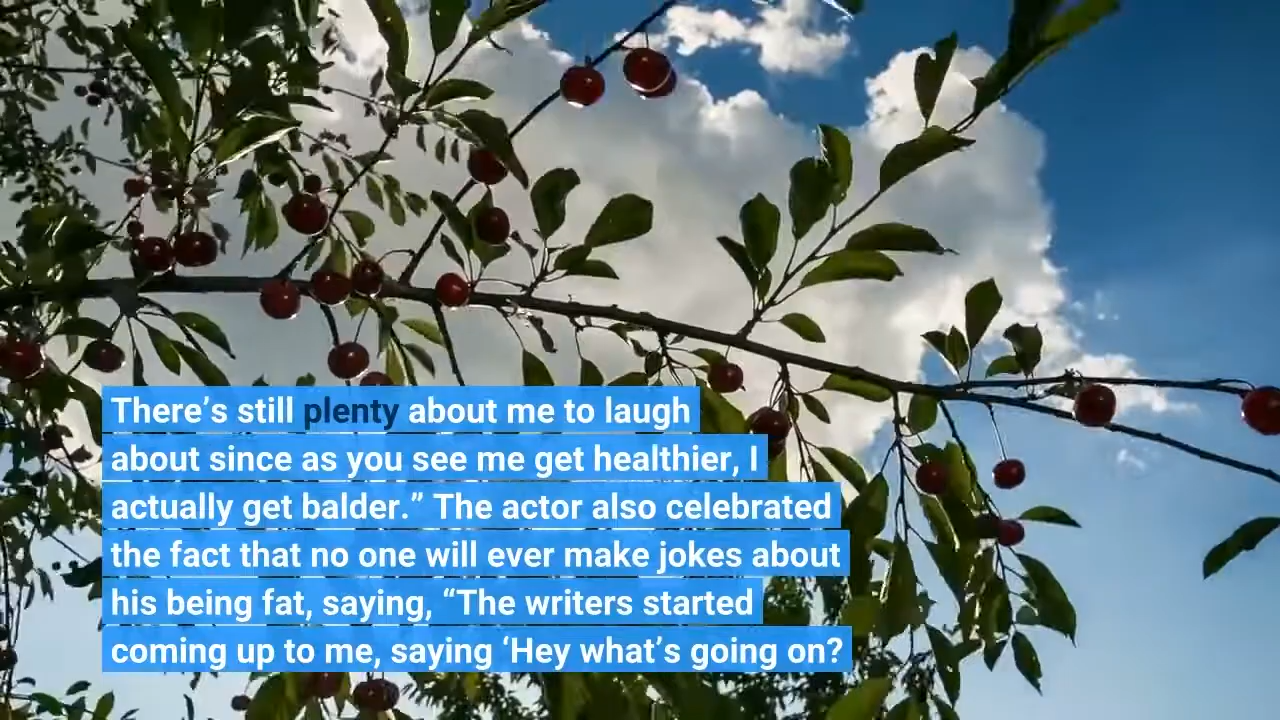 There’s still plenty about me to laugh
about since as you see me get healthier, I
actually get balder.” The actor also celebrated
the fact that no one will ever make jokes about
his being fat, saying, “The writers started
coming up to me, saying ‘Hey what’s going on?